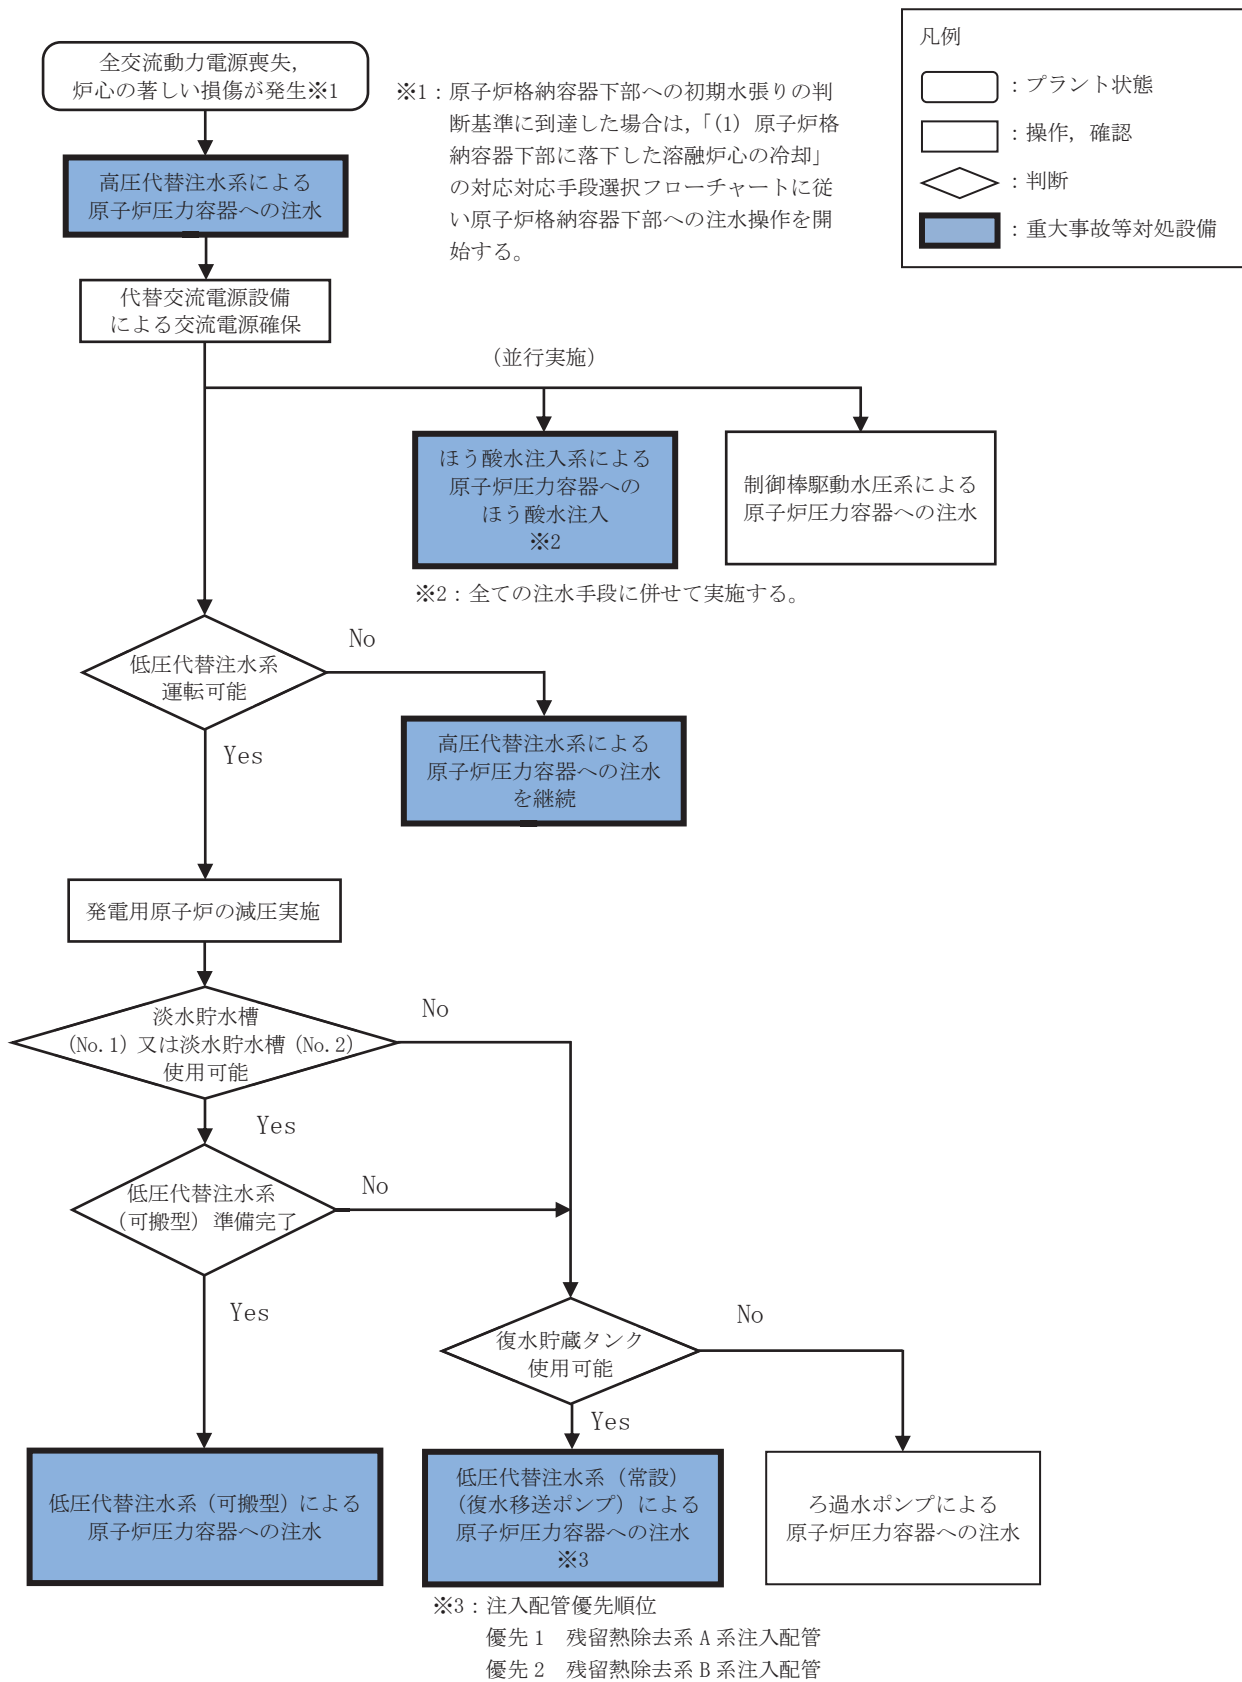 全交流動力電源喪失,
炉心の著しい損傷が発生※1
※1：原子炉格納容器下部への初期水張りの判
断基準に到達した場合は,「(1) 原子炉格
納容器下部に落下した溶融炉心の冷却」
の対応対応手段選択フローチャートに従
い原子炉格納容器下部への注水操作を開
始する。
凡例
：プラント状態
：操作, 確認
：判断
：重大事故等対処設備
高圧代替注水系による
原子炉圧力容器への注水
代替交流電源設備
による交流電源確保
(並行実施)
ほう酸水注入系による
原子炉圧力容器への
ほう酸水注入
※2
制御棒駆動水圧系による
原子炉圧力容器への注水
※2：全ての注水手段に併せて実施する。
低圧代替注水系
運転可能
No
Yes
高圧代替注水系による
原子炉圧力容器への注水
を継続
発電用原子炉の減圧実施
淡水貯水槽
(No.1) 又は淡水貯水槽 (No.2)
使用可能
No
Yes
低圧代替注水系
(可搬型) 準備完了
No
Yes
復水貯蔵タンク
使用可能
No
Yes
低圧代替注水系 (可搬型) による
原子炉圧力容器への注水
低圧代替注水系 (常設)
(復水移送ポンプ) による
原子炉圧力容器への注水
※3
ろ過水ポンプによる
原子炉圧力容器への注水
※3：注入配管優先順位
優先 1　残留熱除去系 A 系注入配管
優先 2　残留熱除去系 B 系注入配管